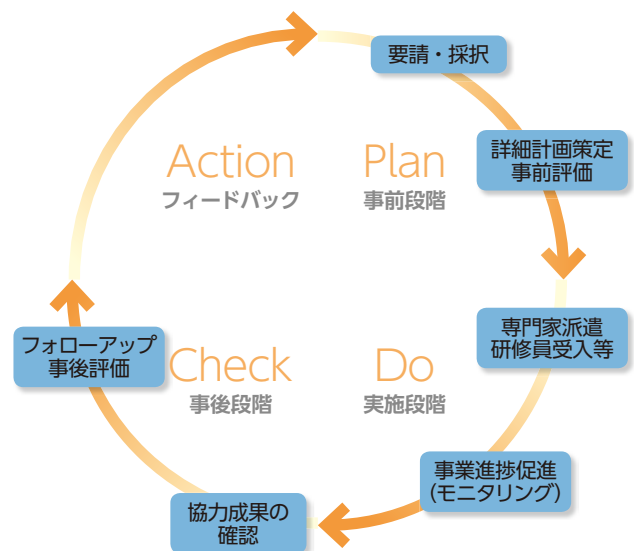 要請・採択
詳細計画策定
事前評価
Plan
事前段階
専門家派遣
研修員受入等
Do
実施段階
事業進捗促進
(モニタリング)
協力成果の
確認
Check
事後段階
フォローアップ
事後評価
Action
フィードバック